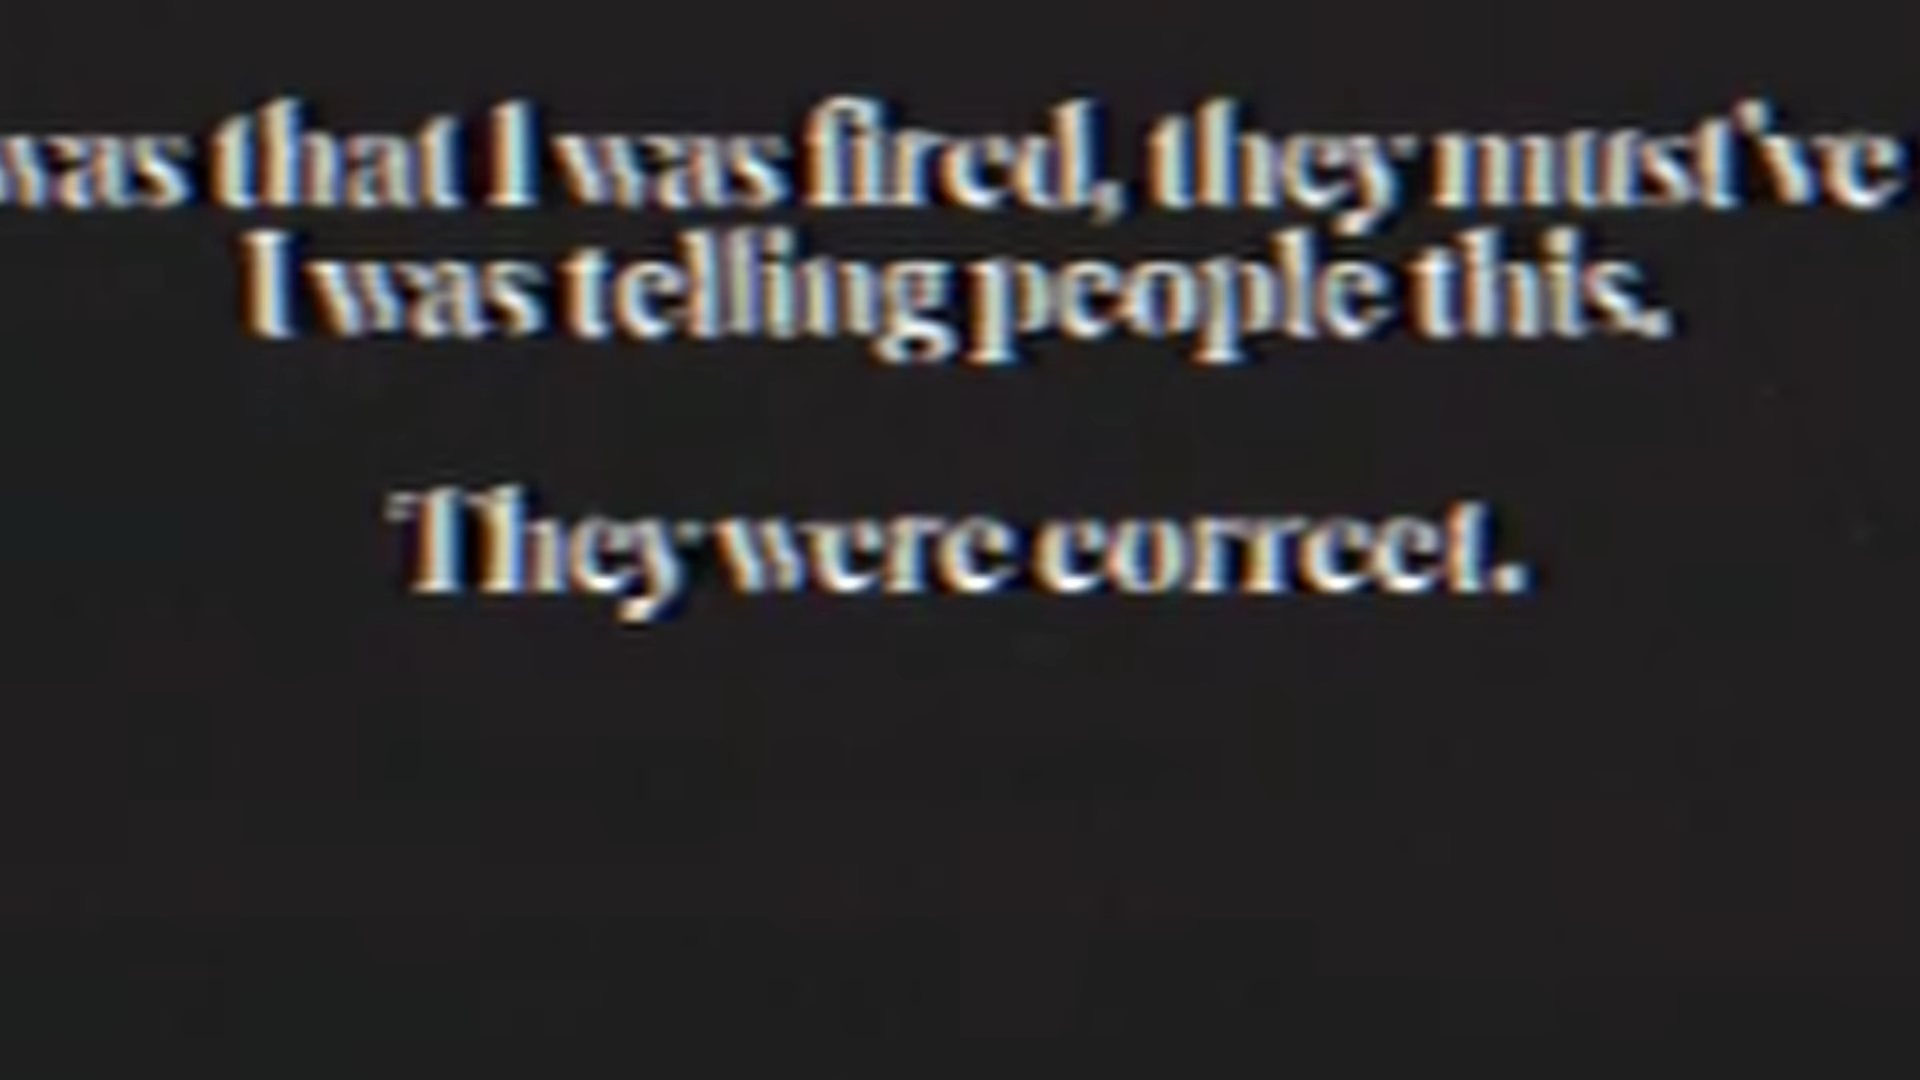 was that I was fired, they must've
I was telling people this.
They were correct.